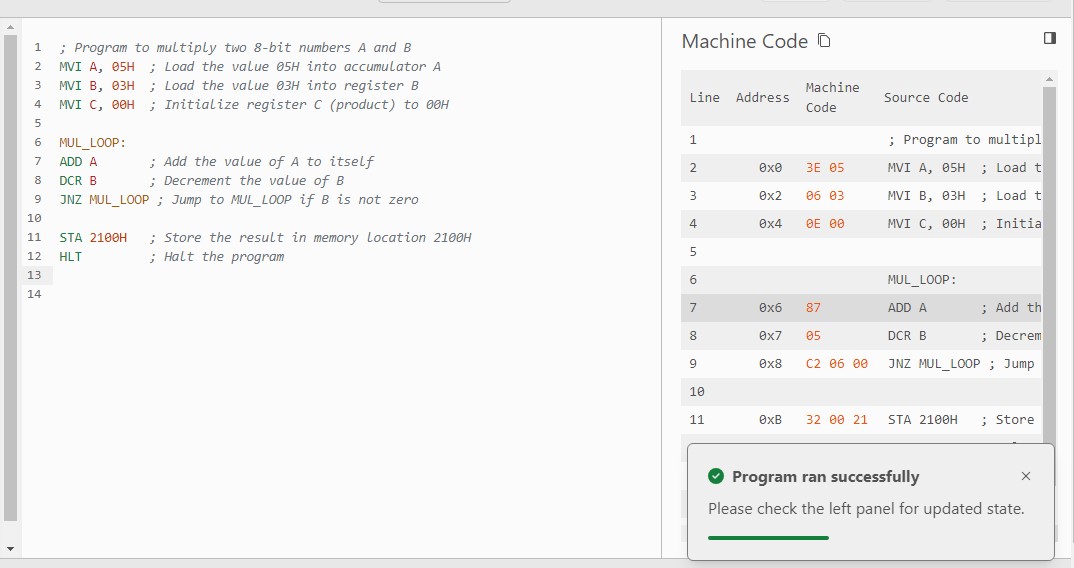 1 ; Program to multiply two 8-bit numbers A and B
2 MVI A, 05H ; Load the value 05H into accumulator A
3 MVI B, 03H ; Load the value 03H into register B
4 MVI C, 00H ; Initialize register C (product) to 00H
5
6 MUL_LOOP:
7 ADD A ; Add the value of A to itself
8 DCR B ; Decrement the value of B
9 JNZ MUL_LOOP ; Jump to MUL_LOOP if B is not zero
10
11 STA 2100H ; Store the result in memory location 2100H
12 HLT ; Halt the program
13
14
Machine Code
Line Address Machine Code Source Code
1 ; Program to multipl
2 0x0 3E 05 MVI A, 05H ; Load t
3 0x2 06 03 MVI B, 03H ; Load t
4 0x4 0E 00 MVI C, 00H ; Initia
5
6 MUL_LOOP:
7 0x6 87 ADD A ; Add th
8 0x7 05 DCR B ; Decrem
9 0x8 C2 06 00 JNZ MUL_LOOP ; Jump
10
11 0xB 32 00 21 STA 2100H ; Store
Program ran successfully
Please check the left panel for updated state.